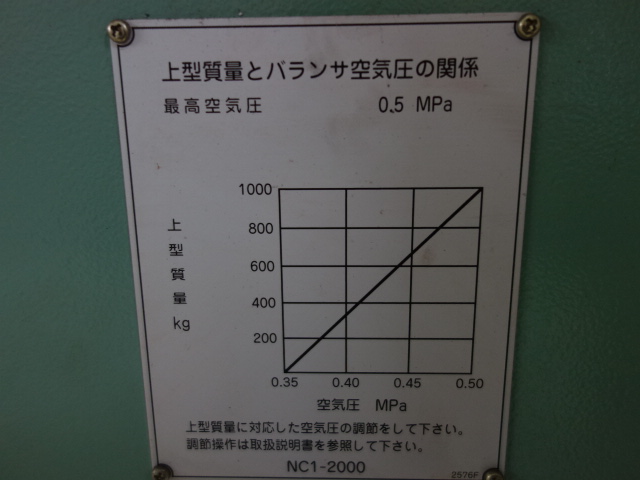 上型質量とバランサ空気圧の関係
最高空気圧 0.5 MPa
上型質量 kg
1000
800
600
400
200
0.35 0.40 0.45 0.50
空気圧 MPa
上型質量に対応した空気圧の調節をして下さい。
調節操作は取扱説明書を参照して下さい。
NC1-2000